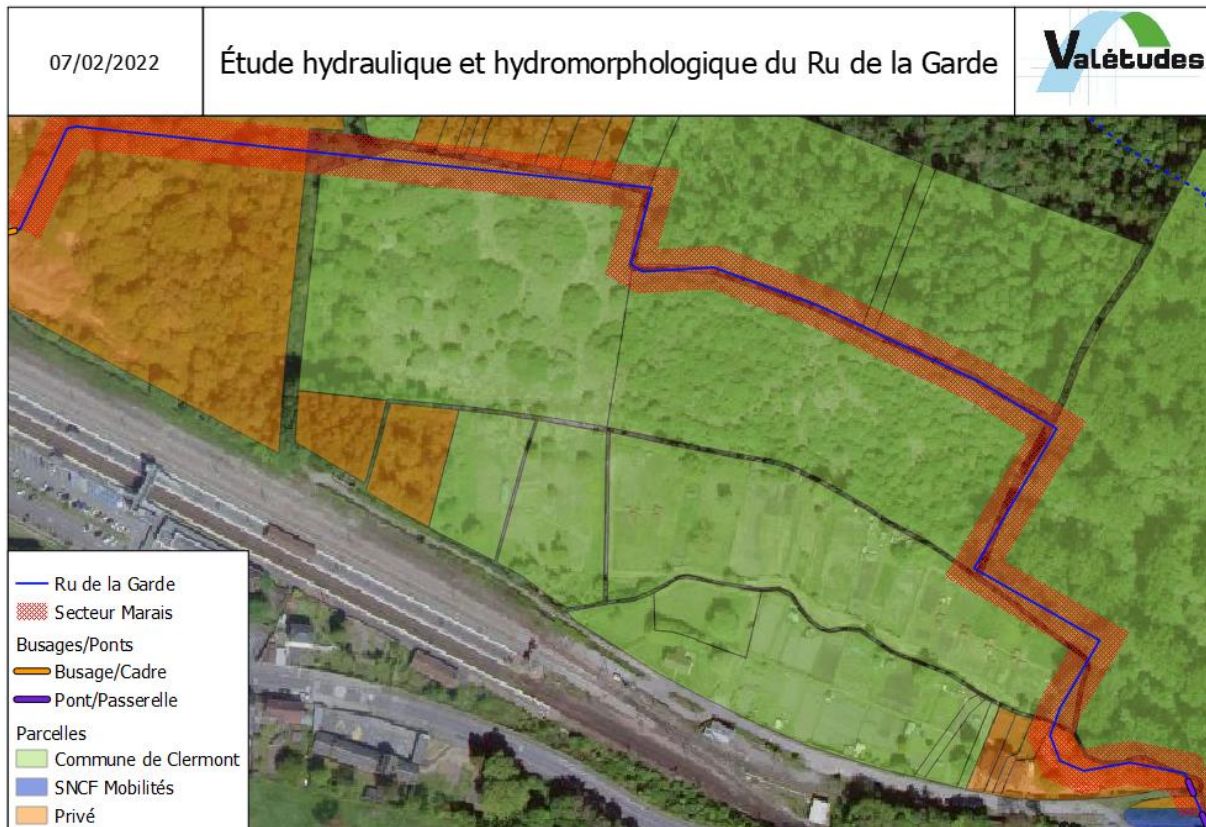 07/02/2022
Étude hydraulique et hydromorphologique du Ru de la Garde
Valétudes
Ru de la Garde
Secteur Marais
Busages/Ponts
Busage/Cadre
Pont/Passerelle
Parcelles
Commune de Clermont
SNCF Mobilités
Privé